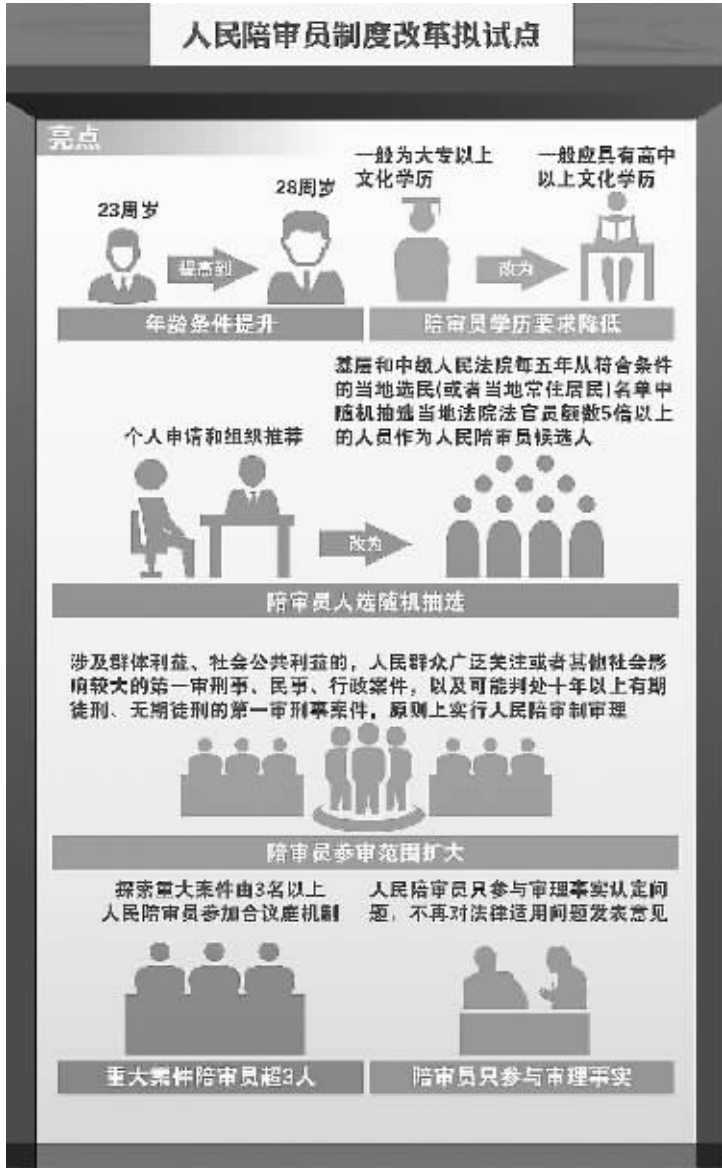 人民陪审员制度改革拟试点
亮点
23周岁
提高到
28周岁
年龄条件提升
一般为大专以上
文化学历
改为
一般应具有高中
以上文化学历
陪审员学历要求降低
个人申请和组织推荐
改为
基层和中级人民法院每五年从符合条件
的当地选民(或者当地常住居民)名单中
随机抽选当地法院法官员额数5倍以上
的人员作为人民陪审员候选人
陪审员人选随机抽选
涉及群体利益、社会公共利益的，人民群众广泛关注或者其他社会影
响较大的第一审刑事、民事、行政案件，以及可能判处十年以上有期
徒刑、无期徒刑的第一审刑事案件，原则上实行人民陪审制审理
陪审员参审范围扩大
探索重大案件由3名以上
人民陪审员参加合议庭机制
重大案件陪审员超3人
人民陪审员只参与审理事实认定问
题，不再对法律适用问题发表意见
陪审员只参与审理事实